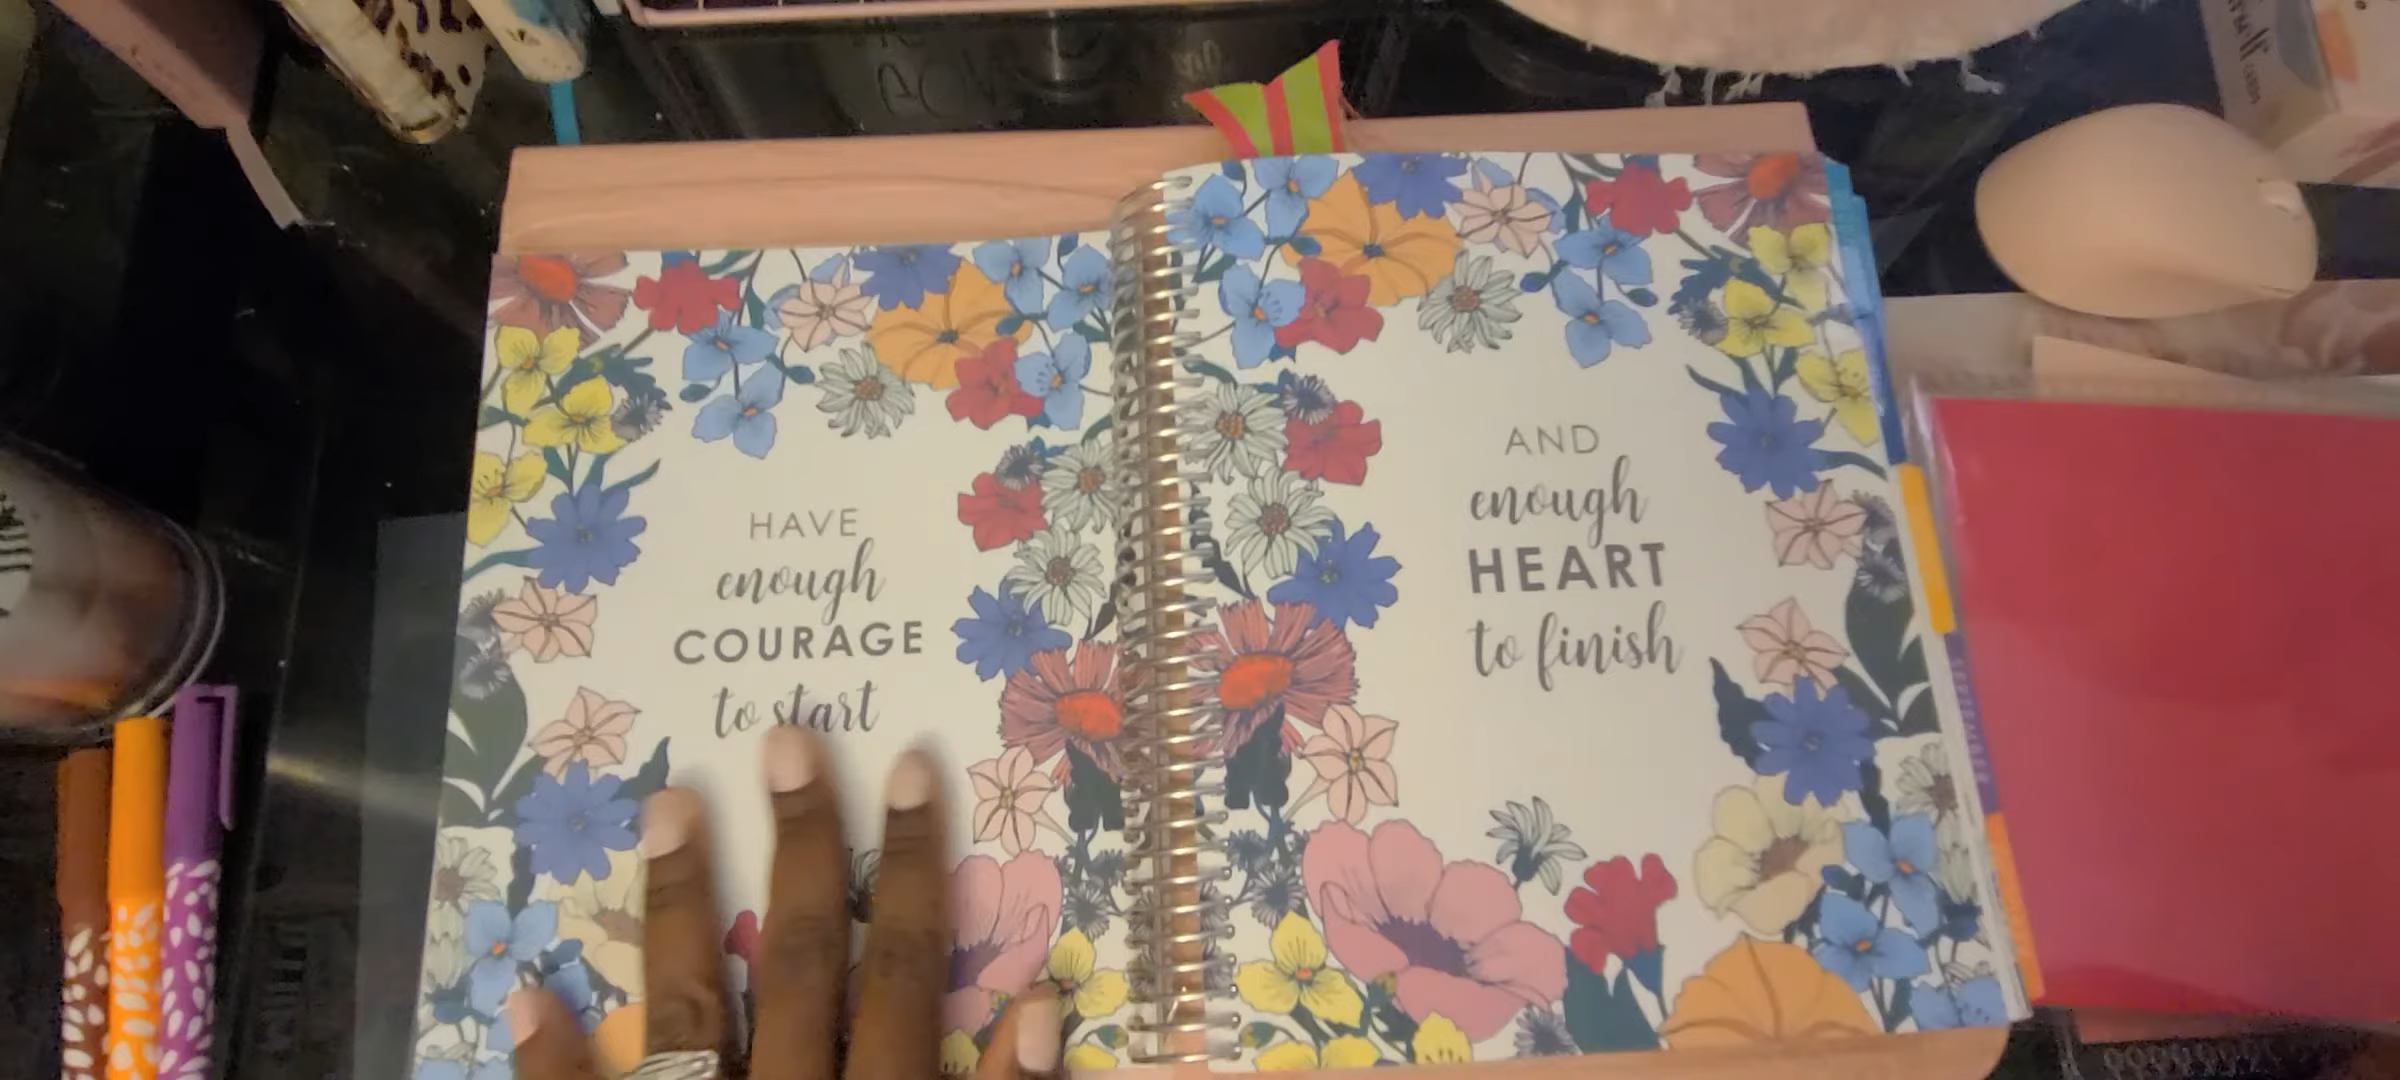 HAVE
enough
COURAGE
to start
AND
enough
HEART
to finish